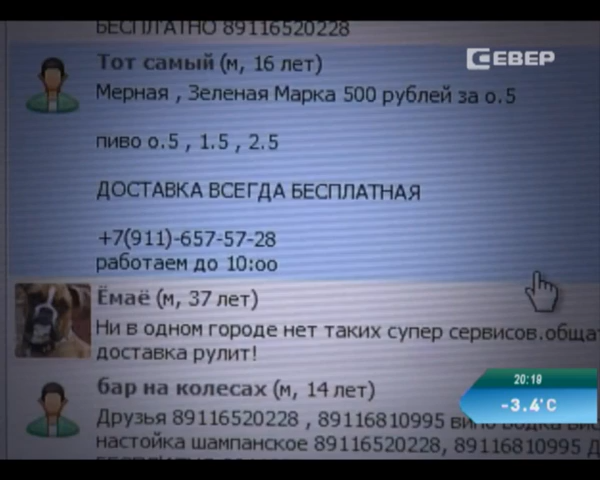 БЕСПЛАТНО 89116520228
СЕВЕР
Тот самый (м, 16 лет)
Мерная , Зеленая Марка 500 рублей за о.5
пиво о.5 , 1.5 , 2.5
ДОСТАВКА ВСЕГДА БЕСПЛАТНАЯ
+7(911)-657-57-28
работаем до 10:оо
Ёмаё (м, 37 лет)
Ни в одном городе нет таких супер сервисов.обща
доставка рулит!
бар на колесах (м, 14 лет)
20:19
-3.4°C
Друзья 89116520228 , 89116810995 вино водка
настойка шампанское 89116520228, 89116810995 Д